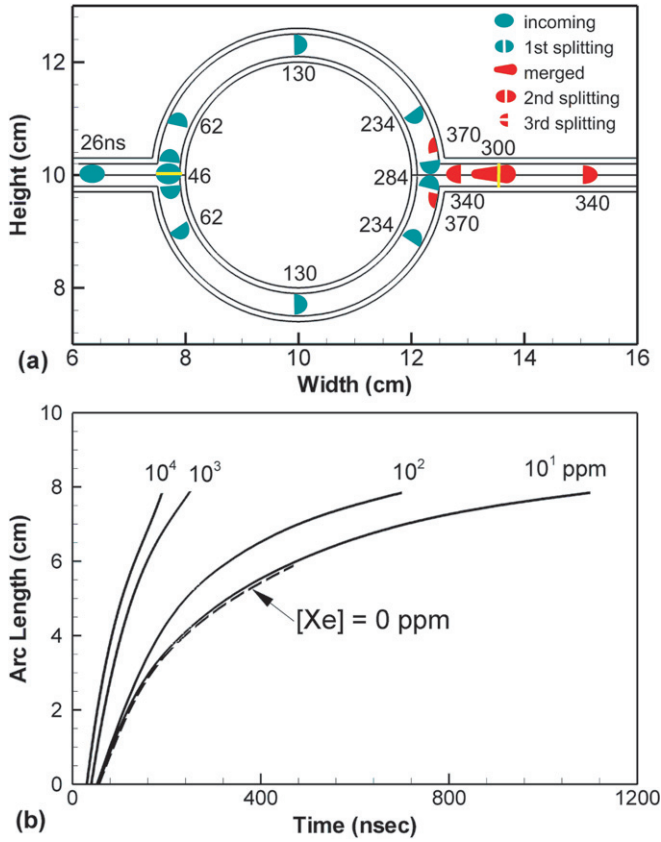 12
10
8
Height (cm)
incoming
1st splitting
merged
2nd splitting
3rd splitting
130
62
234
370
300
26ns
46
284
340
340
62
234
370
130
(a)
6
8
10
12
14
16
Width (cm)
10
8
6
4
2
0
Arc Length (cm)
10⁴
10³
10²
10¹ ppm
[Xe] = 0 ppm
0
400
800
1200
(b)
Time (nsec)